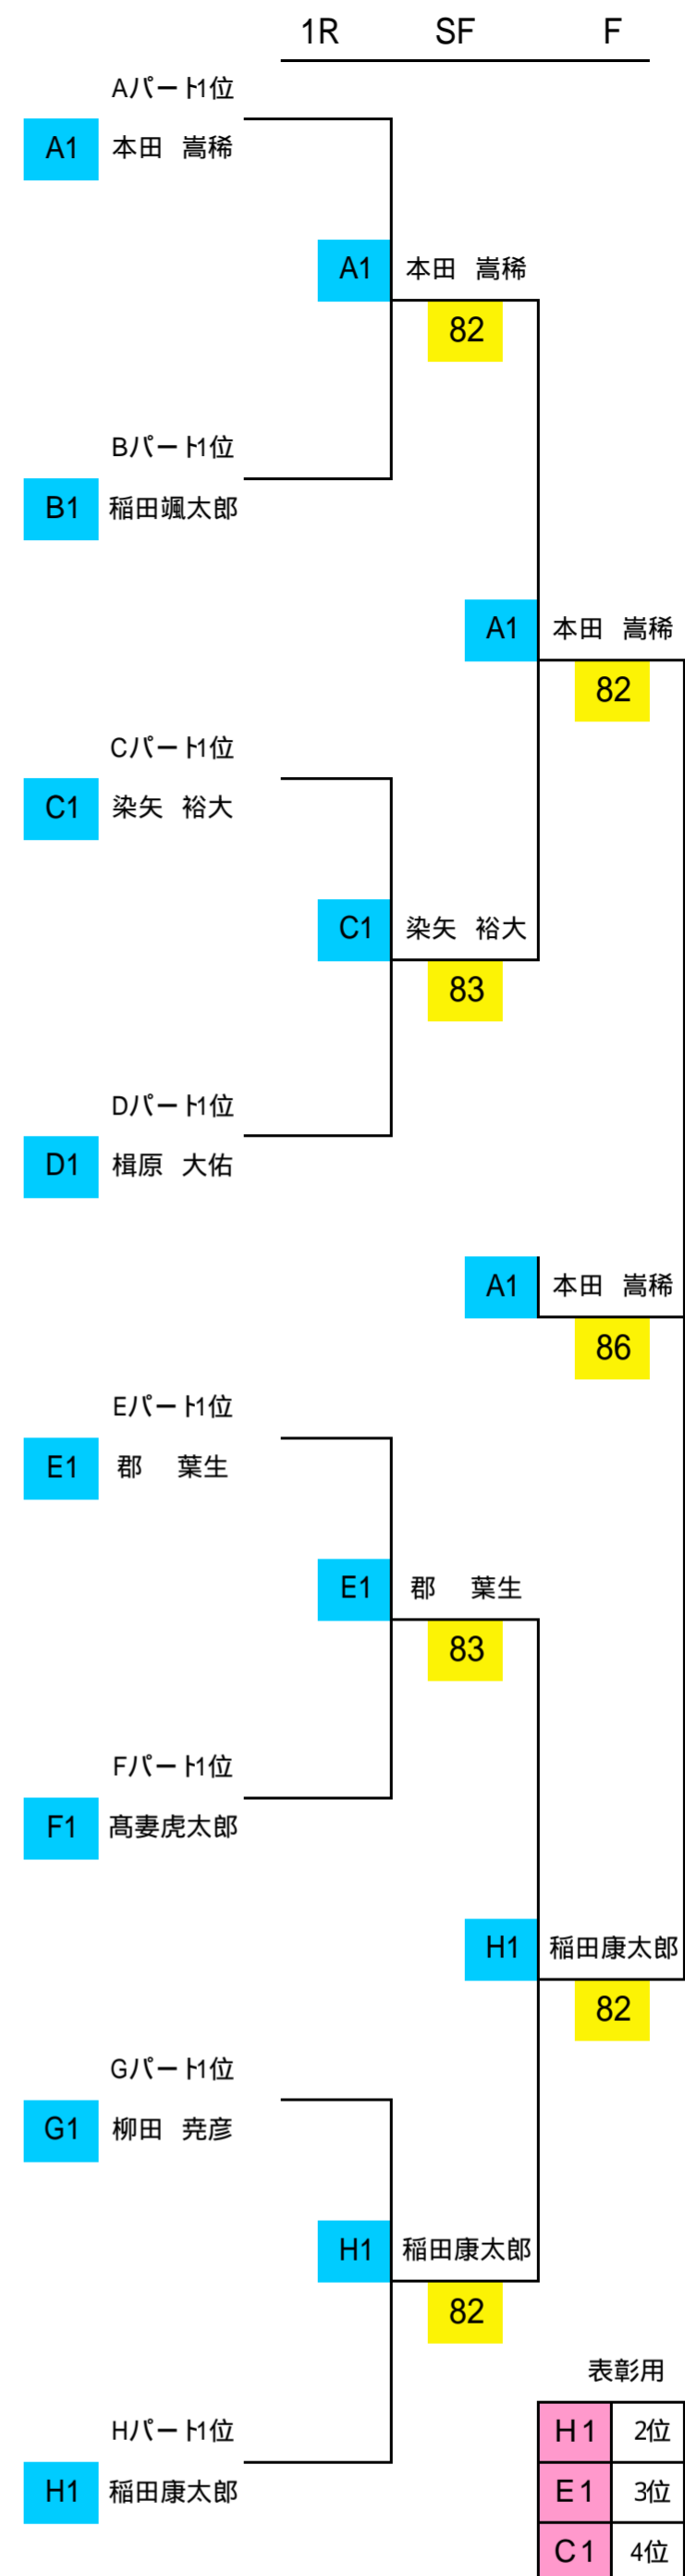 1R SF F
Aパート1位
A1 本田 嵩稀
A1 本田 嵩稀
82
Bパート1位
B1 稲田颯太郎
A1 本田 嵩稀
82
Cパート1位
C1 染矢 裕大
C1 染矢 裕大
83
Dパート1位
D1 楫原 大佑
A1 本田 嵩稀
86
Eパート1位
E1 郡 葉生
E1 郡 葉生
83
Fパート1位
F1 髙妻虎太郎
H1 稲田康太郎
82
Gパート1位
G1 柳田 尭彦
H1 稲田康太郎
82
表彰用
H1 2位
Hパート1位
E1 3位
H1 稲田康太郎
C1 4位